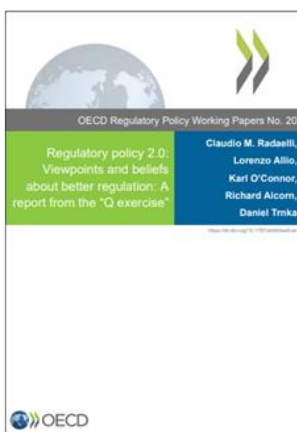 OECD Regulatory Policy Working Papers No. 20
Regulatory policy 2.0:
Viewpoints and beliefs
about better regulation: A
report from the "Q exercise"
Claudio M. Radaelli,
Lorenzo Allio,
Karl O'Connor,
Richard Alcorn,
Daniel Trnka
OECD